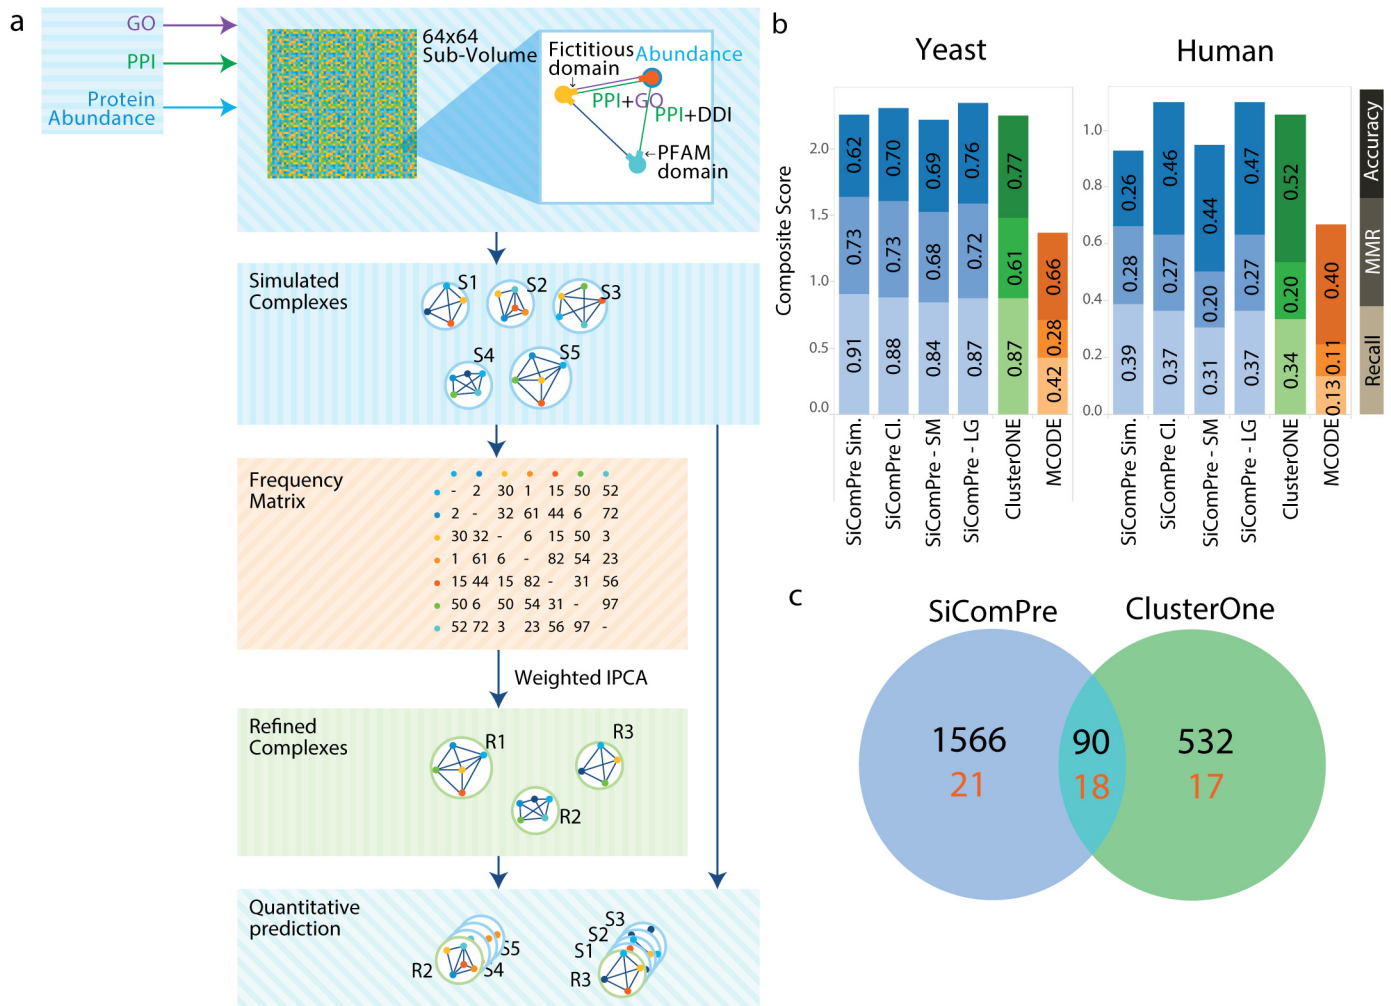 a
GO
PPI
Protein
Abundance
64x64
Sub-Volume
Fictitious
domain
Abundance
PPI+GO
PPI+DDI
←PFAM
domain
Simulated
Complexes
S1
S2
S3
S4
S5
Frequency
Matrix
- 2 30 1 15 50 52
2 - 32 61 44 6 72
30 32 - 6 15 50 3
1 61 6 - 82 54 23
15 44 15 82 - 31 56
50 6 50 54 31 - 97
52 72 3 23 56 97 -
Weighted IPCA
Refined
Complexes
R1
R3
R2
Quantitative
prediction
S5
S4
R2
S3
S2
S1
R3
b
Yeast
Human
Composite Score
2.0
1.5
1.0
0.5
0.0
0.62
0.73
0.91
0.70
0.73
0.88
0.69
0.68
0.84
0.76
0.72
0.87
0.77
0.61
0.87
0.66
0.28
0.42
SiComPre Sim.
SiComPre Cl.
SiComPre - SM
SiComPre - LG
ClusterONE
MCODE
1.0
0.8
0.6
0.4
0.2
0.0
0.26
0.28
0.39
0.46
0.27
0.37
0.44
0.20
0.31
0.47
0.27
0.37
0.52
0.20
0.34
0.40
0.11
0.13
SiComPre Sim.
SiComPre Cl.
SiComPre - SM
SiComPre - LG
ClusterONE
MCODE
Accuracy
MMR
Recall
c
SiComPre
ClusterOne
1566
90
532
21
18
17